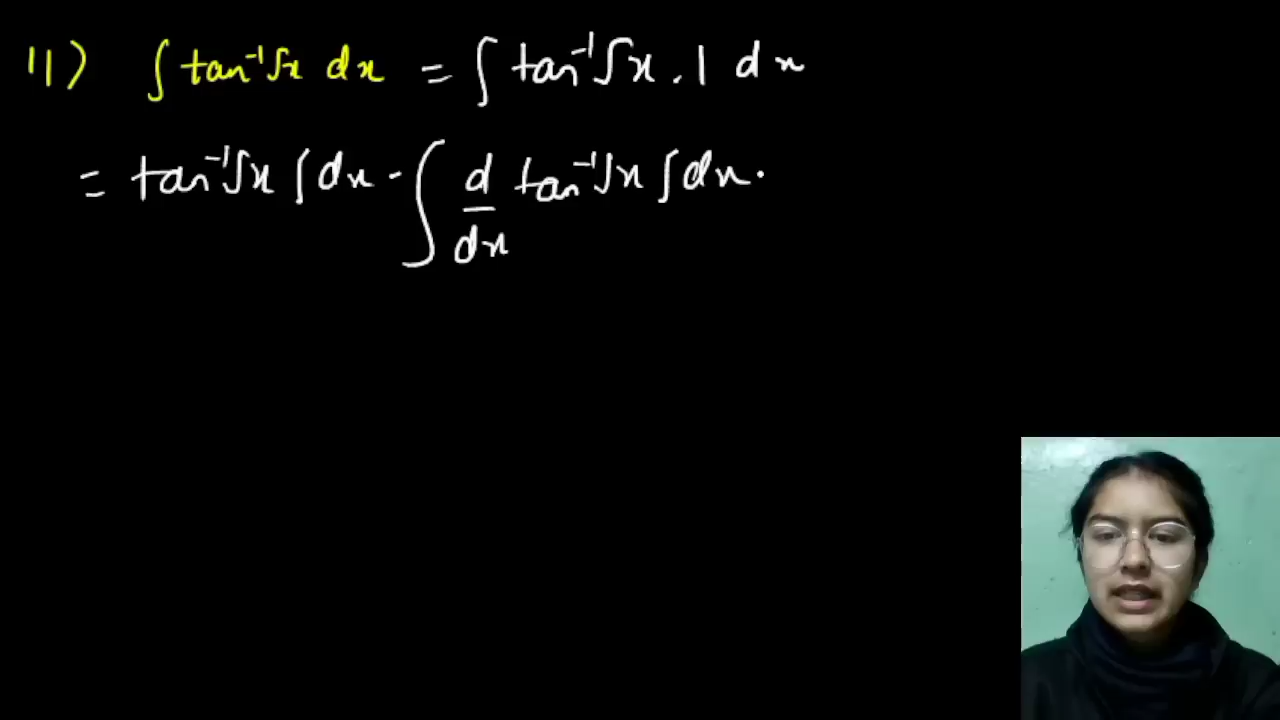 11) ∫ tan⁻¹√x dx = ∫ tan⁻¹√x . 1 dx
= tan⁻¹√x ∫ dx - ∫ d/dx tan⁻¹√x ∫ dx .